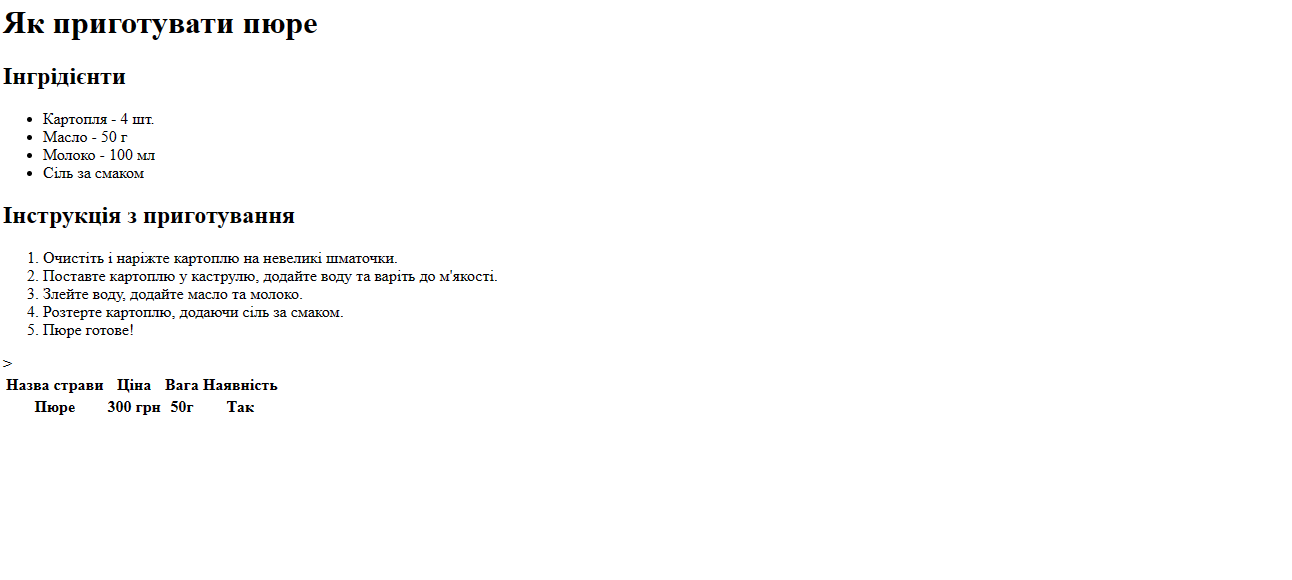 Як приготувати пюре
Інгрідієнти
• Картопля - 4 шт.
• Масло - 50 г
• Молоко - 100 мл
• Сіль за смаком
Інструкція з приготування
1. Очистіть і наріжте картоплю на невеликі шматочки.
2. Поставте картоплю у каструлю, додайте воду та варіть до м'якості.
3. Злейте воду, додайте масло та молоко.
4. Розтерте картоплю, додаючи сіль за смаком.
5. Пюре готове!
>
Назва страви Ціна Вага Наявність
Пюре 300 грн 50г Так